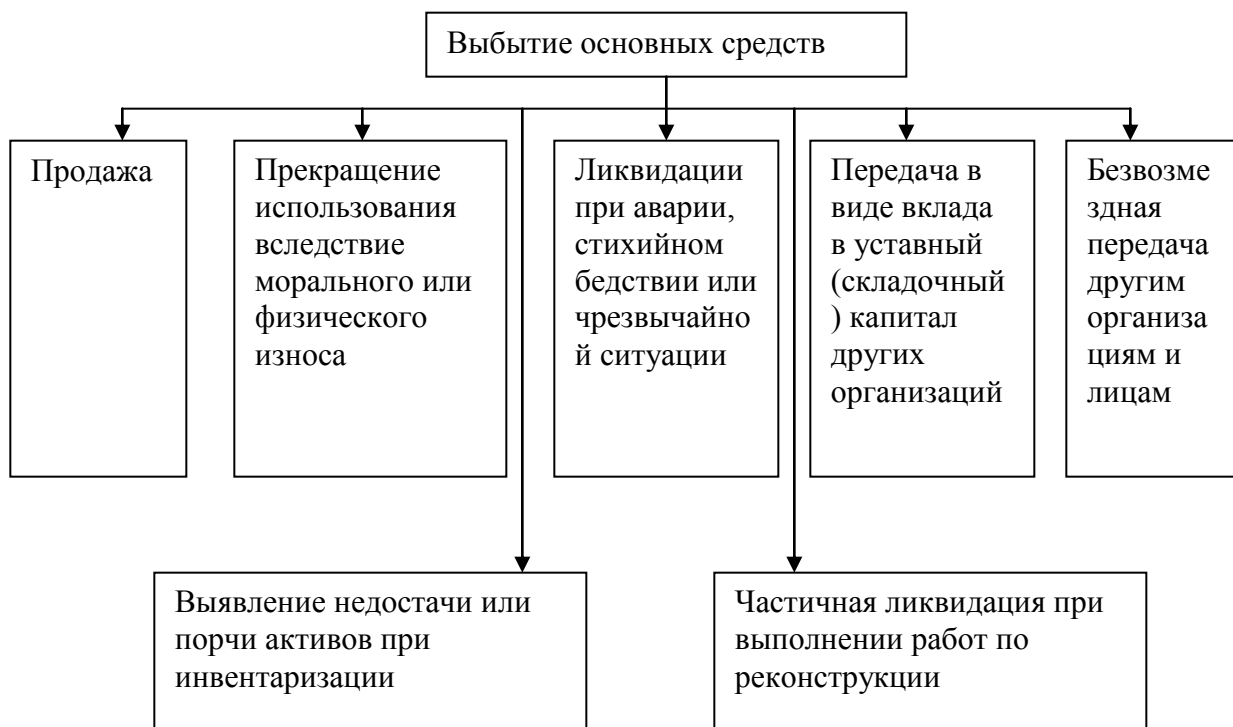 Выбытие основных средств
Продажа
Прекращение
использования
вследствие
морального или
физического
износа
Ликвидации
при аварии,
стихийном
бедствии или
чрезвычайно
й ситуации
Передача в
виде вклада
в уставный
(складочный
) капитал
других
организаций
Безвозме
здная
передача
другим
организа
циям и
лицам
Выявление недостачи или
порчи активов при
инвентаризации
Частичная ликвидация при
выполнении работ по
реконструкции